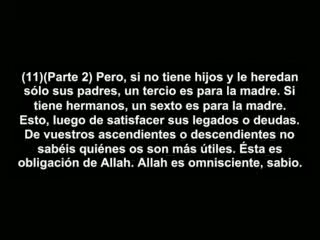 (11)(Parte 2) Pero, si no tiene hijos y le heredan
sólo sus padres, un tercio es para la madre. Si
tiene hermanos, un sexto es para la madre.
Esto, luego de satisfacer sus legados o deudas.
De vuestros ascendientes o descendientes no
sabéis quiénes os son más útiles. Ésta es
obligación de Allah. Allah es omnisciente, sabio.